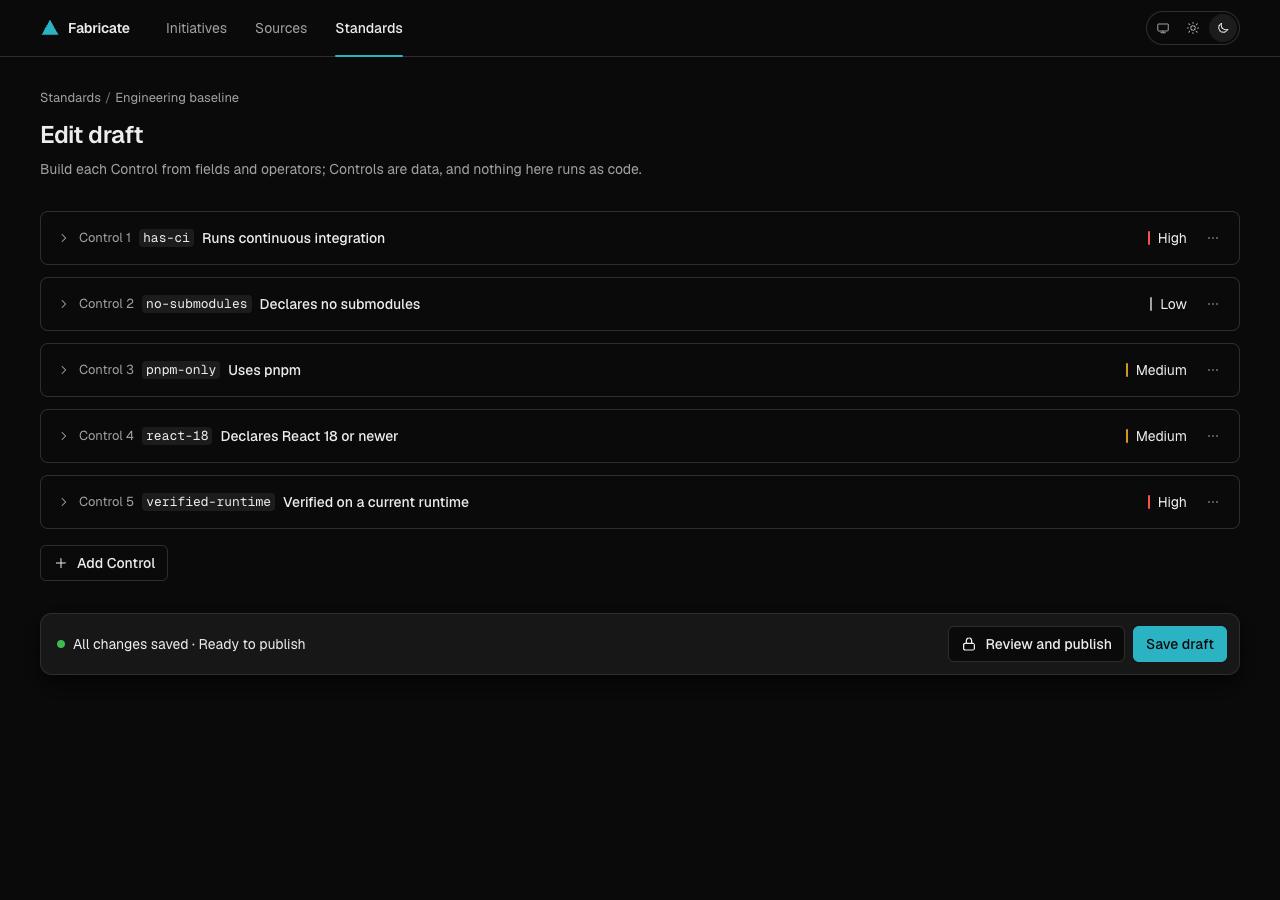 Fabricate Initiatives Sources Standards
Standards / Engineering baseline
Edit draft
Build each Control from fields and operators; Controls are data, and nothing here runs as code.
Control 1 has-ci Runs continuous integration High
Control 2 no-submodules Declares no submodules Low
Control 3 pnpm-only Uses pnpm Medium
Control 4 react-18 Declares React 18 or newer Medium
Control 5 verified-runtime Verified on a current runtime High
Add Control
All changes saved · Ready to publish Review and publish Save draft